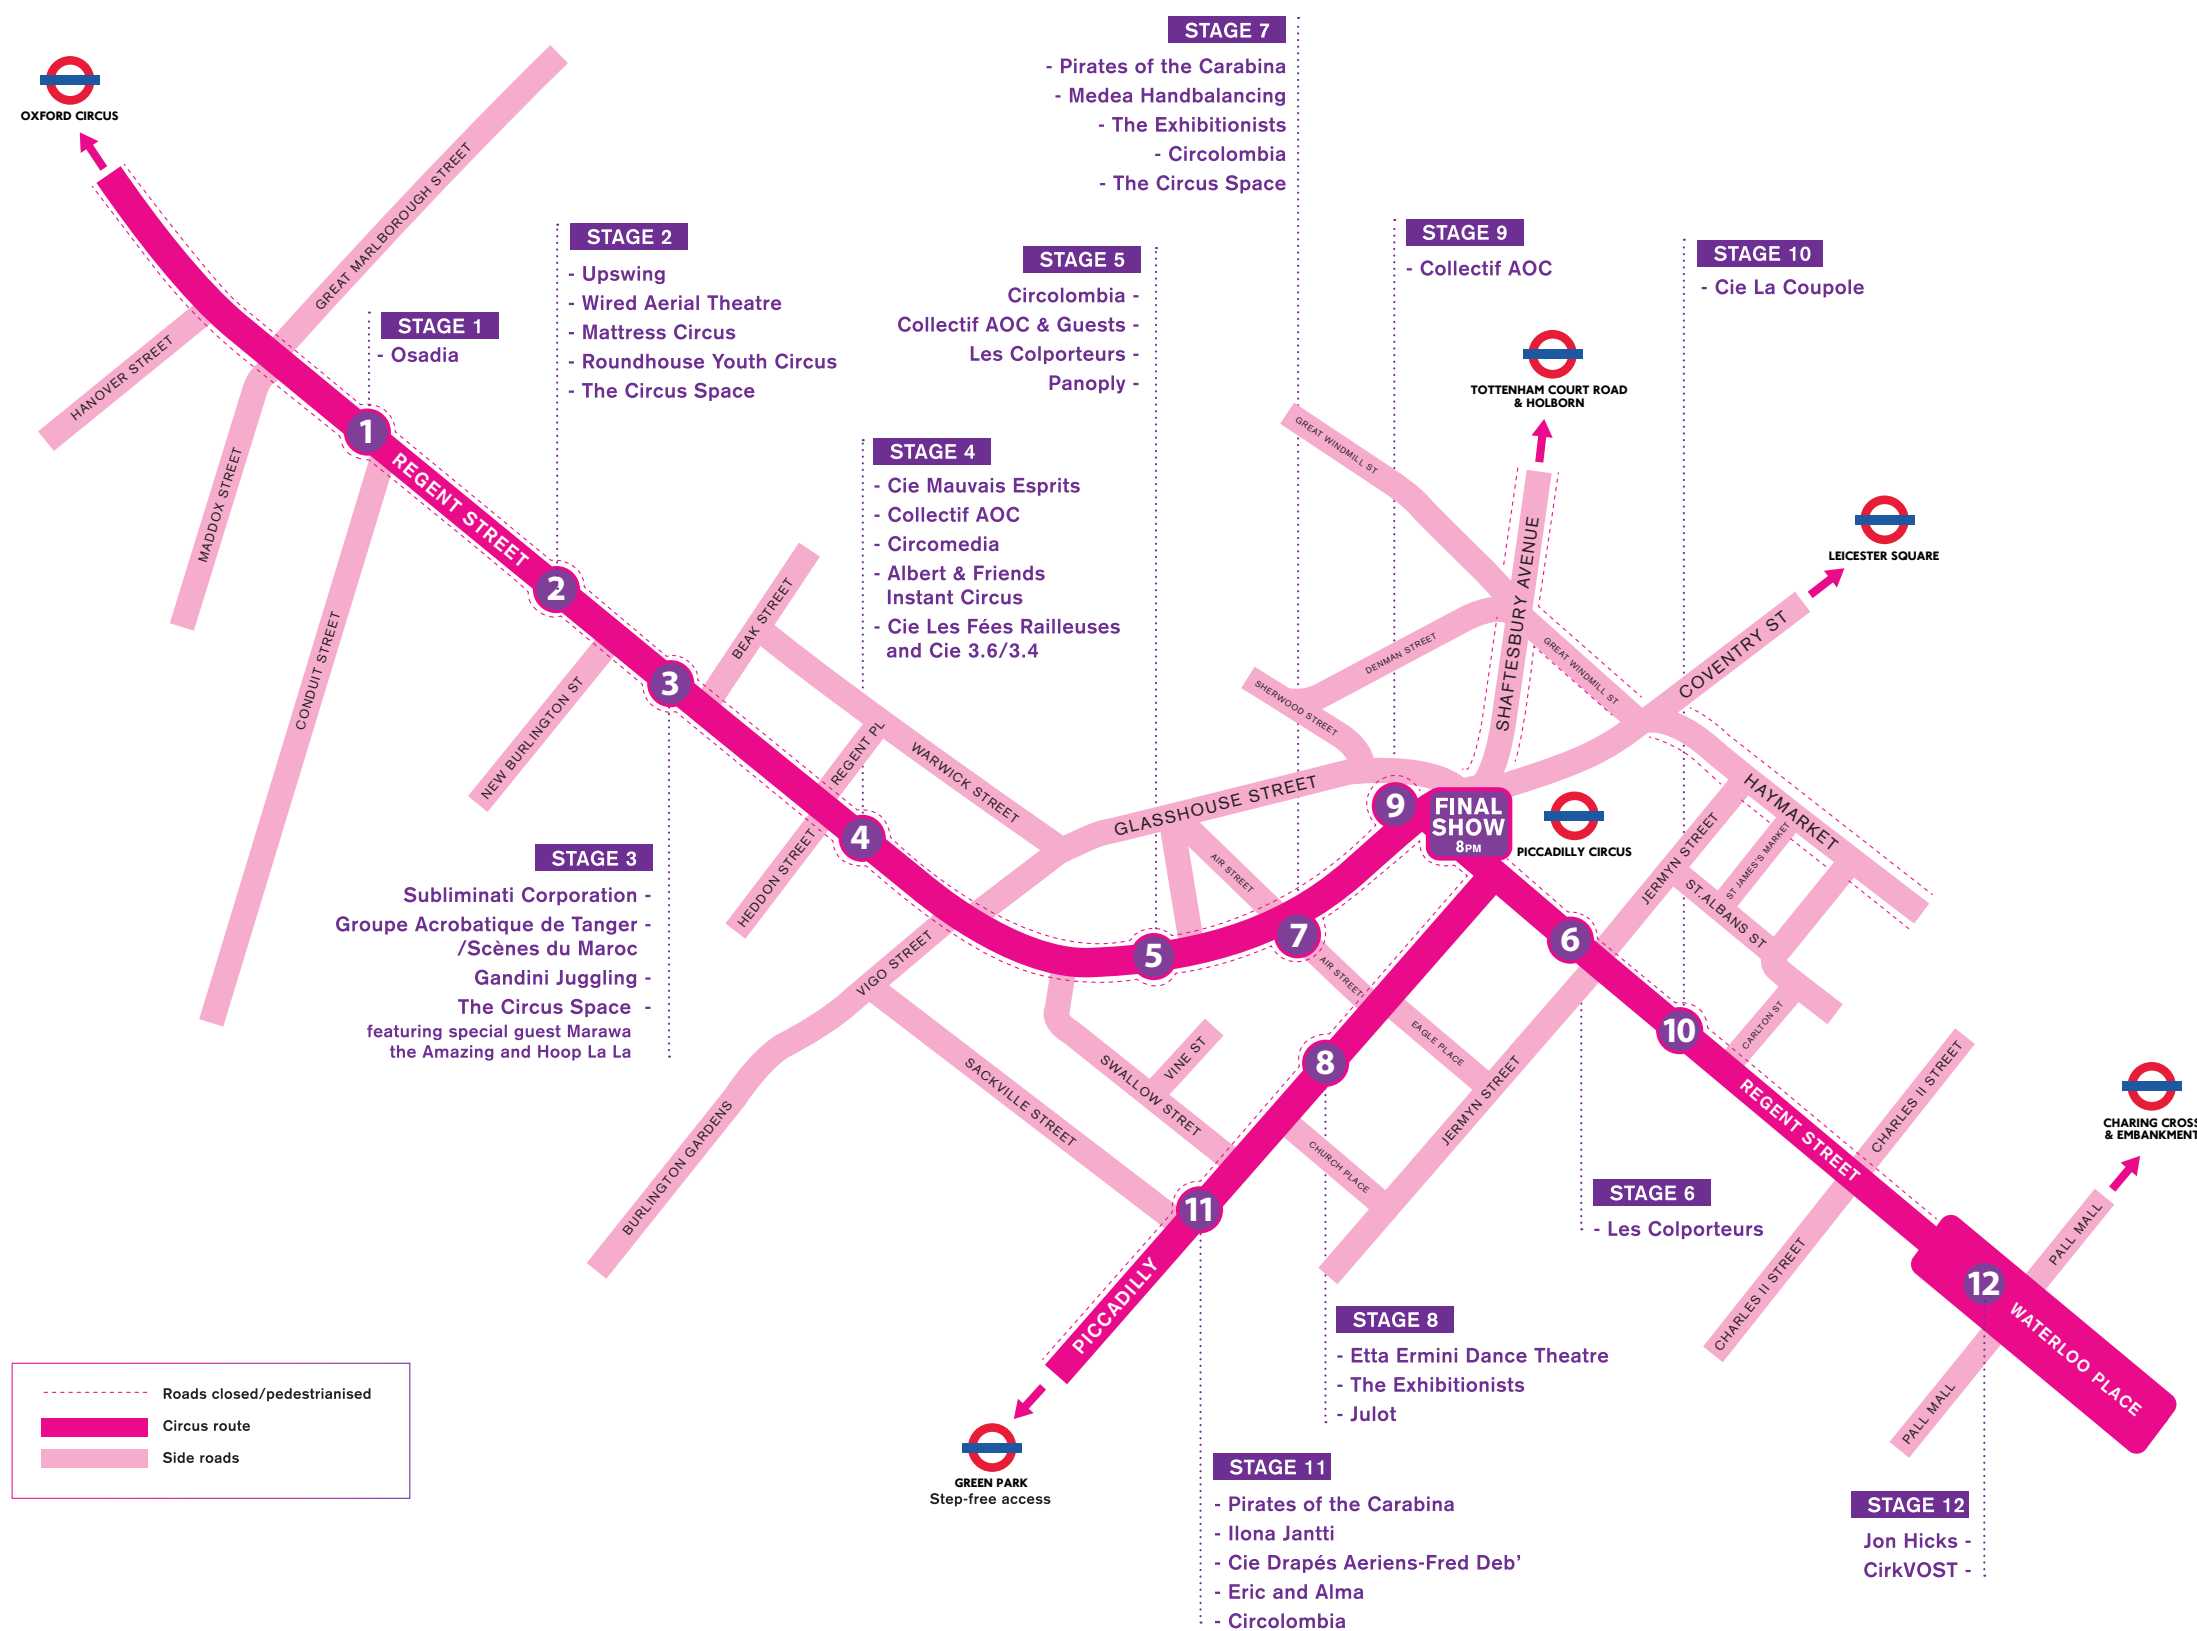 OXFORD CIRCUS
HANOVER STREET
GREAT MARLBOROUGH STREET
MADDOX STREET
CONDUIT STREET
STAGE 1
- Osadia
1
REGENT STREET
STAGE 2
- Upswing
- Wired Aerial Theatre
- Mattress Circus
- Roundhouse Youth Circus
- The Circus Space
2
NEW BURLINGTON ST
3
STAGE 3
Subliminati Corporation -
Groupe Acrobatique de Tanger -
/Scènes du Maroc
Gandini Juggling -
The Circus Space -
featuring special guest Marawa
the Amazing and Hoop La La
BEAK STREET
WARWICK STREET
REGENT PL
HEDDON STREET
STAGE 4
- Cie Mauvais Esprits
- Collectif AOC
- Circomedia
- Albert & Friends
Instant Circus
- Cie Les Fées Railleuses
and Cie 3.6/3.4
4
STAGE 5
Circolombia -
Collectif AOC & Guests -
Les Colporteurs -
Panoply -
5
STAGE 7
- Pirates of the Carabina
- Medea Handbalancing
- The Exhibitionists
- Circolombia
- The Circus Space
7
STAGE 9
- Collectif AOC
9
STAGE 10
- Cie La Coupole
10
TOTTENHAM COURT ROAD
& HOLBORN
LEICESTER SQUARE
GREAT WINDMILL ST
SHAFTESBURY AVENUE
DENMAN STREET
SHERWOOD STREET
GREAT WINDMILL ST
COVENTRY ST
HAYMARKET
GLASSHOUSE STREET
FINAL
SHOW
8PM
PICCADILLY CIRCUS
AIR STREET
AIR STREET
EAGLE PLACE
JERMYN STREET
JERMYN STREET
ST JAMES'S MARKET
ST.ALBANS ST
CARLTON ST
6
STAGE 6
- Les Colporteurs
VIGO STREET
BURLINGTON GARDENS
SACKVILLE STREET
SWALLOW STRET
VINE ST
CHURCH PLACE
8
STAGE 8
- Etta Ermini Dance Theatre
- The Exhibitionists
- Julot
11
PICCADILLY
STAGE 11
- Pirates of the Carabina
- Ilona Jantti
- Cie Drapés Aeriens-Fred Deb’
- Eric and Alma
- Circolombia
GREEN PARK
Step-free access
REGENT STREET
CHARLES II STREET
CHARLES II STREET
CHARING CROSS
& EMBANKMENT
PALL MALL
PALL MALL
12
WATERLOO PLACE
STAGE 12
Jon Hicks -
CirkVOST -
Roads closed/pedestrianised
Circus route
Side roads